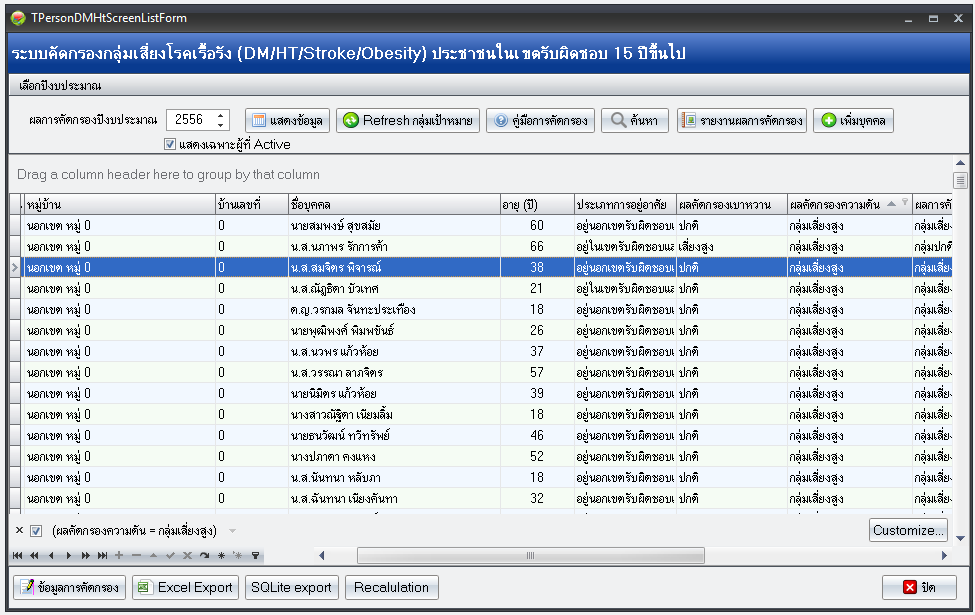 TPersonDMHtScreenListForm
ระบบคัดกรองกลุ่มเสี่ยงโรคเรื้อรัง (DM/HT/Stroke/Obesity) ประชาชนในเขตรับผิดชอบ 15 ปีขึ้นไป
เลือกปีงบประมาณ
ผลการคัดกรองปีงบประมาณ 2556 แสดงข้อมูล Refresh กลุ่มเป้าหมาย คู่มือการคัดกรอง ค้นหา รายงานผลการคัดกรอง เพิ่มบุคคล
แสดงเฉพาะผู้ที่ Active
Drag a column header here to group by that column
หมู่บ้าน บ้านเลขที่ ชื่อบุคคล อายุ (ปี) ประเภทการอยู่อาศัย ผลคัดกรองเบาหวาน ผลคัดกรองความดัน ผลการคั
นอกเขต หมู่ 0 0 นายสมพงษ์ สุขสมัย 60 อยู่นอกเขตรับผิดชอบ ปกติ กลุ่มเสี่ยงสูง กลุ่มเสี่ย
นอกเขต หมู่ 0 0 น.ส.นภาพร รักการค้า 66 อยู่ในเขตรับผิดชอบแ เสี่ยงสูง กลุ่มเสี่ยงสูง กลุ่มปกติ
นอกเขต หมู่ 0 0 น.ส.สมจิตร พิจารณ์ 38 อยู่นอกเขตรับผิดชอบ ปกติ กลุ่มเสี่ยงสูง กลุ่มเสี่ย
นอกเขต หมู่ 0 0 น.ส.ณัฎธิดา บัวเทศ 21 อยู่ในเขตรับผิดชอบแ ปกติ กลุ่มเสี่ยงสูง กลุ่มเสี่ย
นอกเขต หมู่ 0 0 ด.ญ.วรกมล จันทะประเทือง 18 อยู่นอกเขตรับผิดชอบ ปกติ กลุ่มเสี่ยงสูง กลุ่มเสี่ย
นอกเขต หมู่ 0 0 นายพุฒิพงศ์ พิมพขันธ์ 26 อยู่นอกเขตรับผิดชอบ ปกติ กลุ่มเสี่ยงสูง กลุ่มเสี่ย
นอกเขต หมู่ 0 0 น.ส.นวพร แก้วห้อย 37 อยู่นอกเขตรับผิดชอบ ปกติ กลุ่มเสี่ยงสูง กลุ่มเสี่ย
นอกเขต หมู่ 0 0 น.ส.วรรณา ลาภจิตร 57 อยู่นอกเขตรับผิดชอบ ปกติ กลุ่มเสี่ยงสูง กลุ่มเสี่ย
นอกเขต หมู่ 0 0 นายนิมิตร แก้วห้อย 39 อยู่นอกเขตรับผิดชอบ ปกติ กลุ่มเสี่ยงสูง กลุ่มเสี่ย
นอกเขต หมู่ 0 0 นางสาวณัฐิดา เนียมลิ้ม 18 อยู่นอกเขตรับผิดชอบ ปกติ กลุ่มเสี่ยงสูง กลุ่มเสี่ย
นอกเขต หมู่ 0 0 นายธนวัฒน์ ทวีทรัพย์ 46 อยู่นอกเขตรับผิดชอบ ปกติ กลุ่มเสี่ยงสูง กลุ่มเสี่ย
นอกเขต หมู่ 0 0 นางปภาดา คงแหง 52 อยู่นอกเขตรับผิดชอบ ปกติ กลุ่มเสี่ยงสูง กลุ่มเสี่ย
นอกเขต หมู่ 0 0 น.ส.นันทนา หลับภา 18 อยู่นอกเขตรับผิดชอบ ปกติ กลุ่มเสี่ยงสูง กลุ่มเสี่ย
นอกเขต หมู่ 0 0 น.ส.ฉันทนา เนียงคันทา 32 อยู่นอกเขตรับผิดชอบ ปกติ กลุ่มเสี่ยงสูง กลุ่มเสี่ย
(ผลคัดกรองความดัน = กลุ่มเสี่ยงสูง) Customize...
ข้อมูลการคัดกรอง Excel Export SQLite export Recalulation ปิด